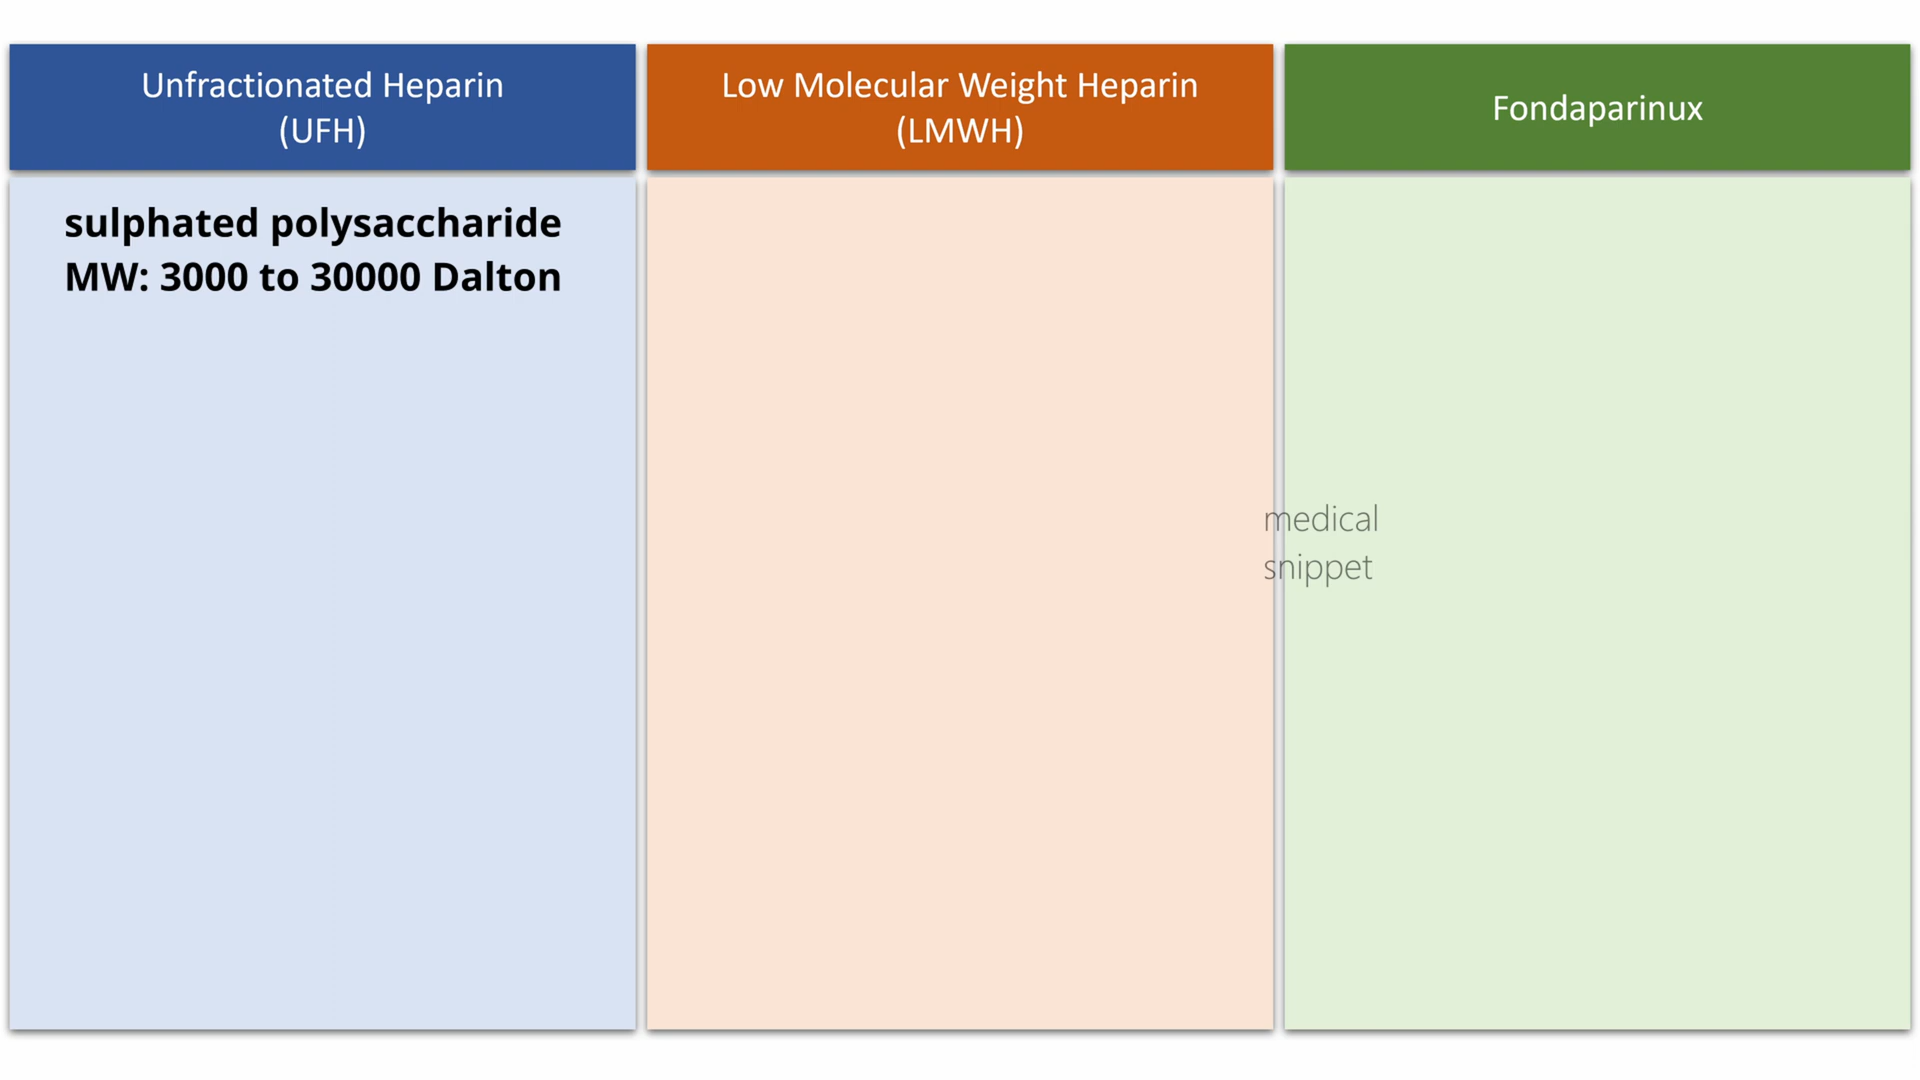 Unfractionated Heparin
(UFH)
Low Molecular Weight Heparin
(LMWH)
Fondaparinux
sulphated polysaccharide
MW: 3000 to 30000 Dalton
medical
snippet